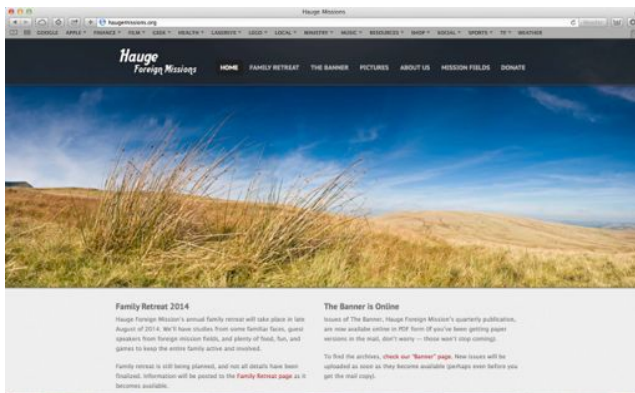 Hauge Missions
haugemissions.org
GOOGLE APPLE FINANCE FILM GEEK HEALTH LEGO LOCAL MINISTRY MUSIC RESOURCES SHOP SOCIAL SPORTS TV WEATHER
Hauge
Foreign Missions
HOME FAMILY RETREAT THE BANNER PICTURES ABOUT US MISSION FIELDS DONATE
Family Retreat 2014
Hauge Foreign Mission's annual family retreat will take place in late
August of 2014. We'll have studies from some familiar faces, guest
speakers from foreign mission fields, and plenty of food, fun, and
games to keep the entire family active and involved.
Family retreat is still being planned, and not all details have been
finalized. Information will be posted to the Family Retreat page as it
becomes available.
The Banner is Online
Issues of The Banner, Hauge Foreign Mission's quarterly publication,
are now available online in PDF form (if you've been getting paper
versions in the mail, don't worry — those won't stop coming).
To find the archives, check our "Banner" page. New issues will be
uploaded as soon as they become available (perhaps even before you
get the mail copy).